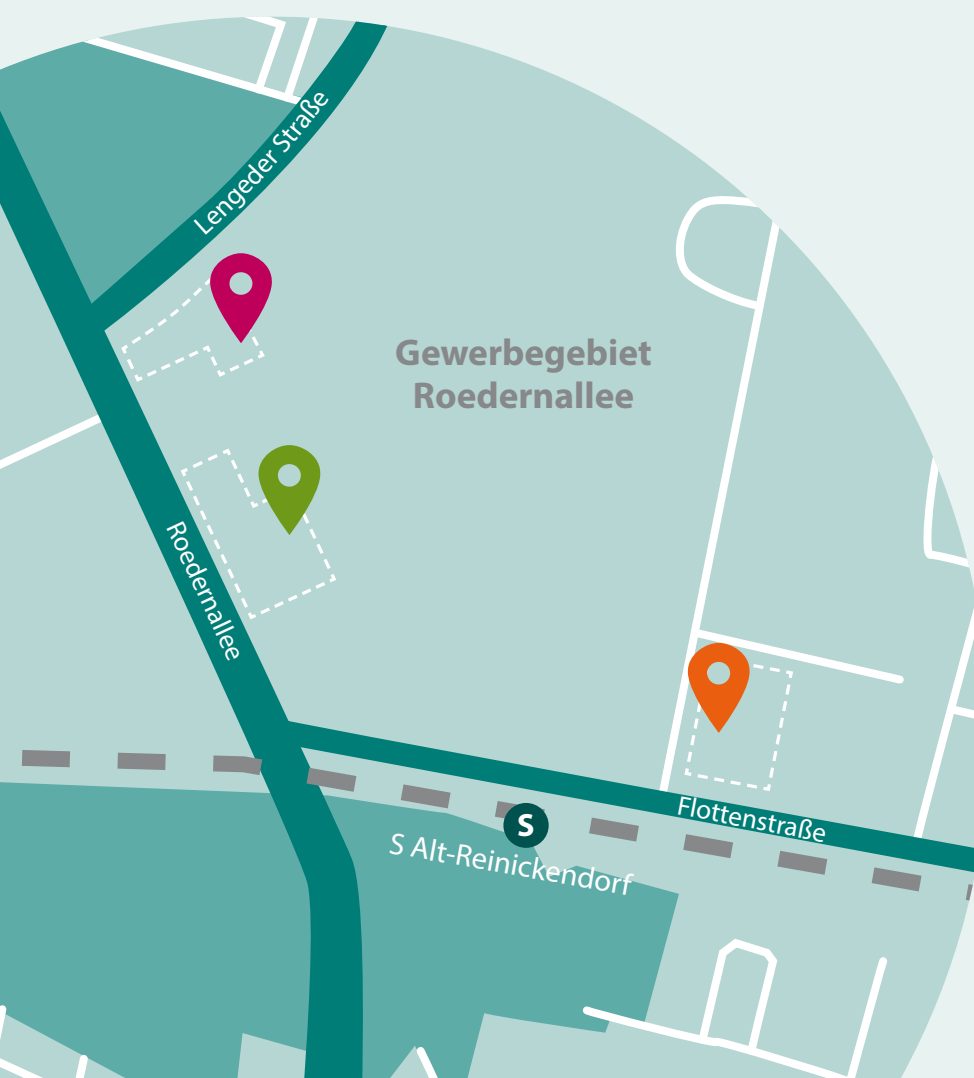 Lengeder Straße
Gewerbegebiet
Roedernallee
Roedernallee
Flottenstraße
S
S Alt-Reinickendorf